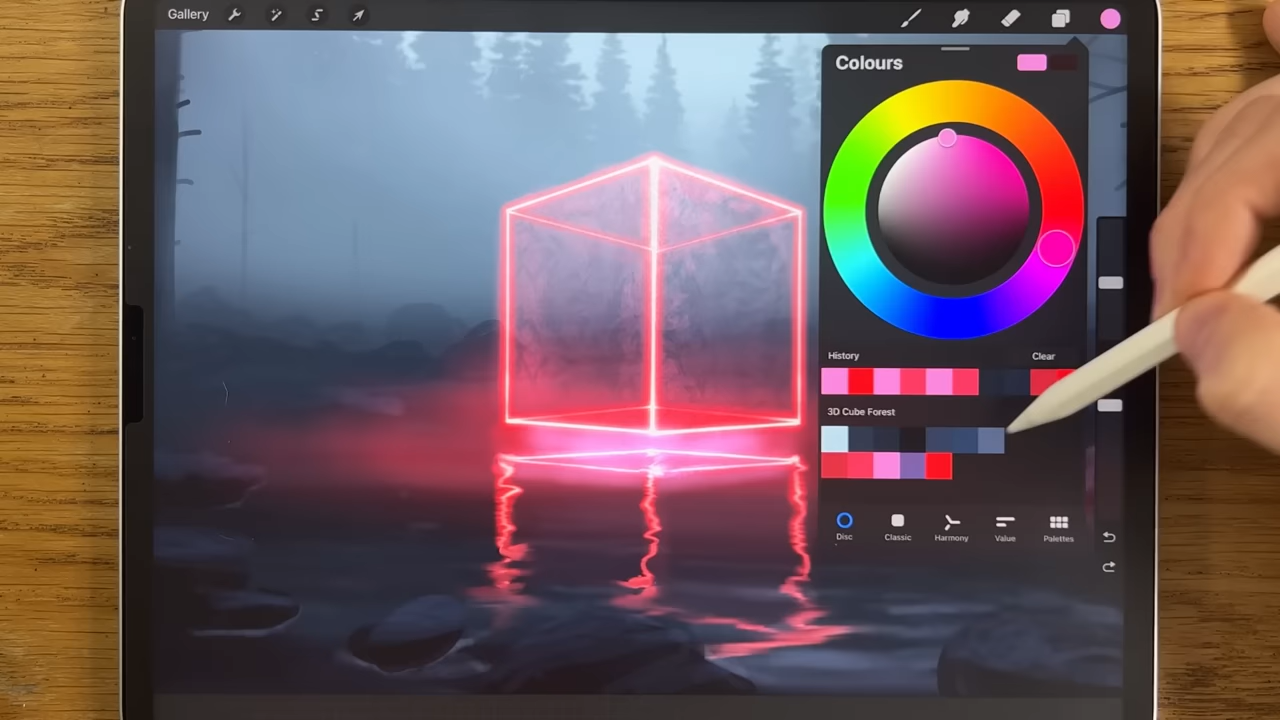 Gallery
Colours
History Clear
3D Cube Forest
Disc Classic Harmony Value Palettes